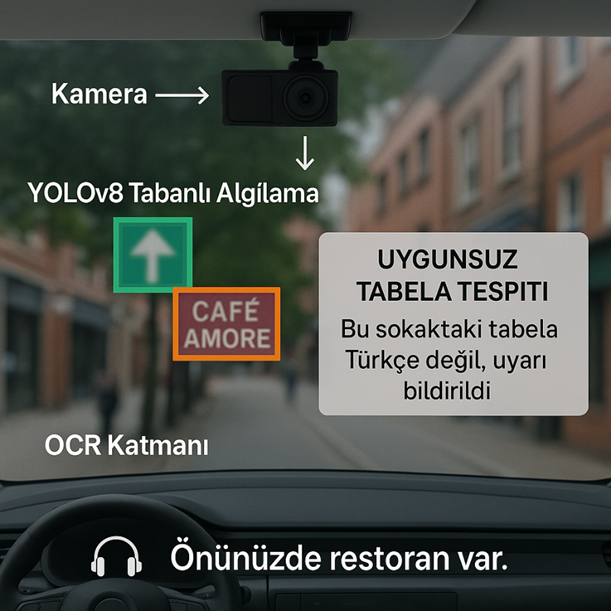 Kamera
YOLOv8 Tabanlı Algılama
CAFÉ
AMORE
UYGUNSUZ
TABELA TESPITI
Bu sokaktaki tabela
Türkçe değil, uyarı
bildirildi
OCR Katmanı
Önünüzde restoran var.